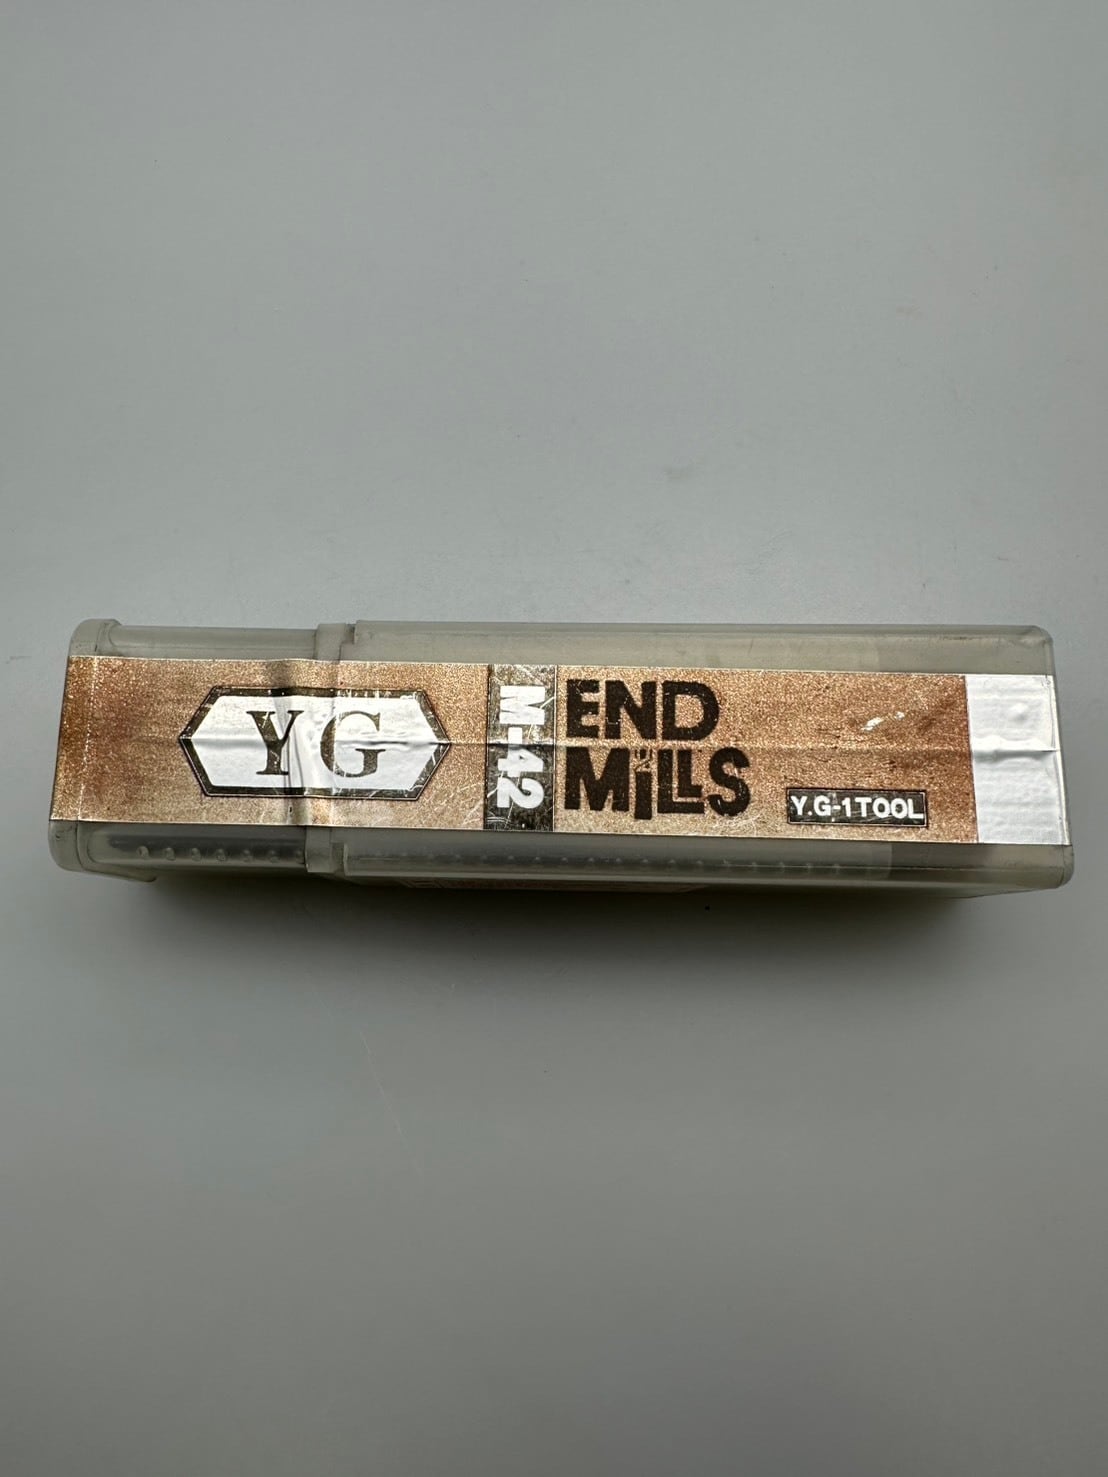 YG
M-42
END
MILLS
Y.G-1 TOOL